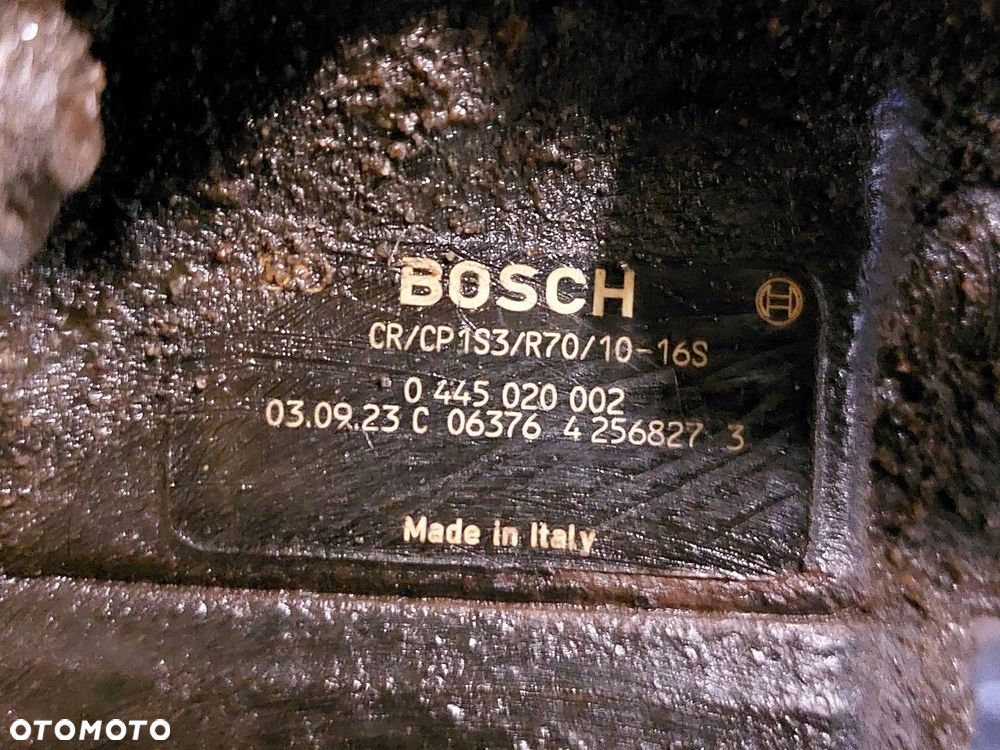 BOSCH
CR/CP1S3/R70/10-16S
0 445 020 002
03.09.23 C 06376 4 256827 3
Made in Italy
OTOMOTO